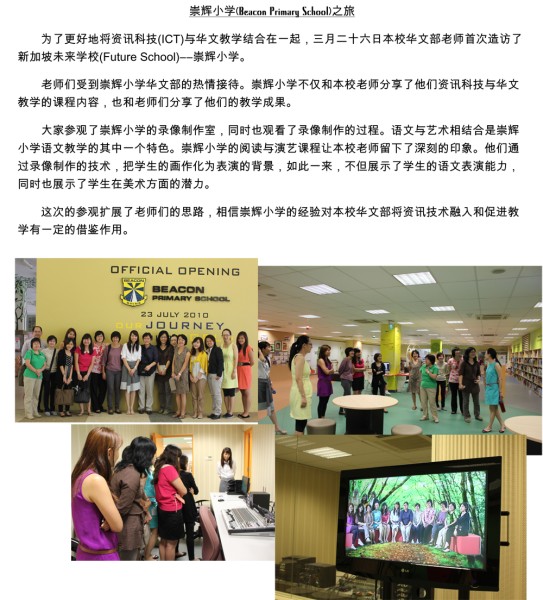 崇辉小学(Beacon Primary School)之旅
为了更好地将资讯科技(ICT)与华文教学结合在一起，三月二十六日本校华文部老师首次造访了
新加坡未来学校(Future School)––崇辉小学。
老师们受到崇辉小学华文部的热情接待。崇辉小学不仅和本校老师分享了他们资讯科技与华文
教学的课程内容，也和老师们分享了他们的教学成果。
大家参观了崇辉小学的录像制作室，同时也观看了录像制作的过程。语文与艺术相结合是崇辉
小学语文教学的其中一个特色。崇辉小学的阅读与演艺课程让本校老师留下了深刻的印象。他们通
过录像制作的技术，把学生的画作化为表演的背景，如此一来，不但展示了学生的语文表演能力，
同时也展示了学生在美术方面的潜力。
这次的参观扩展了老师们的思路，相信崇辉小学的经验对本校华文部将资讯技术融入和促进教
学有一定的借鉴作用。
OFFICIAL OPENING
BEACON
PRIMARY SCHOOL
23 JULY 2010
OUR JOURNEY
LG